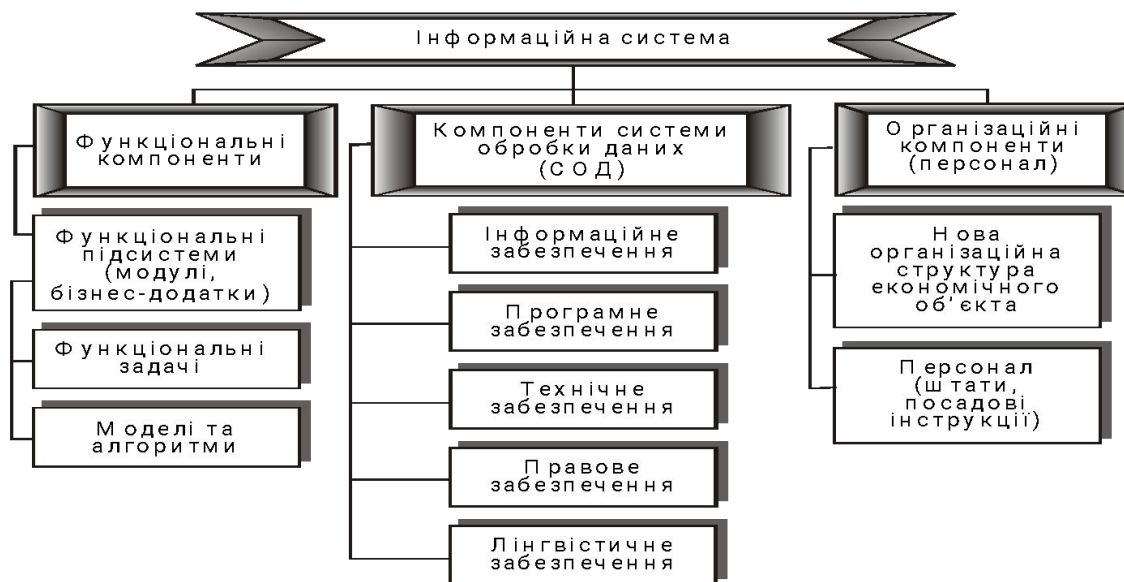 Інформаційна система
Функціональні
компоненти
Компоненти системи
обробки даних
(СОД)
Організаційні
компоненти
(персонал)
Функціональні
підсистеми
(модулі,
бізнес-додатки)
Функціональні
задачі
Моделі та
алгоритми
Інформаційне
забезпечення
Програмне
забезпечення
Технічне
забезпечення
Правове
забезпечення
Лінгвістичне
забезпечення
Нова
організаційна
структура
економічного
об’єкта
Персонал
(штати,
посадові
інструкції)